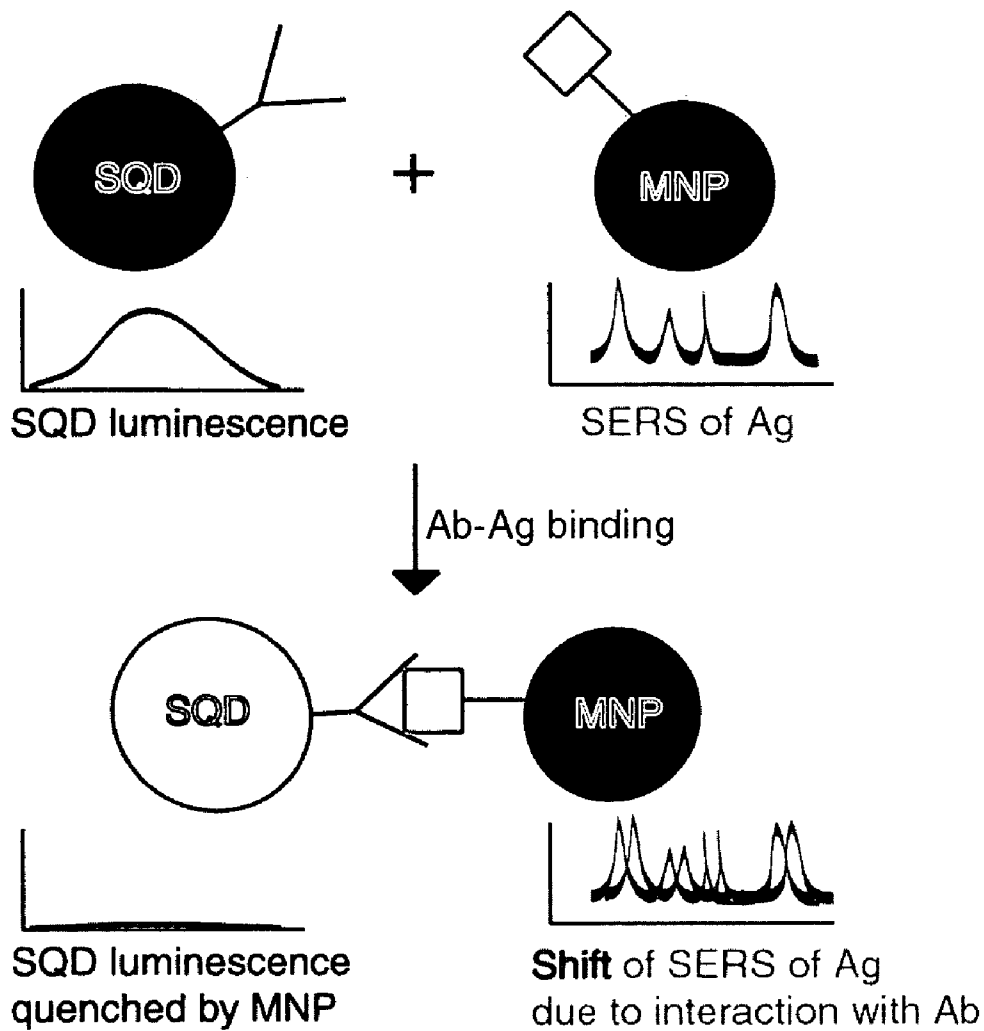 SQD
+
MNP
SQD luminescence
SERS of Ag
Ab-Ag binding
SQD
MNP
SQD luminescence
quenched by MNP
Shift of SERS of Ag
due to interaction with Ab